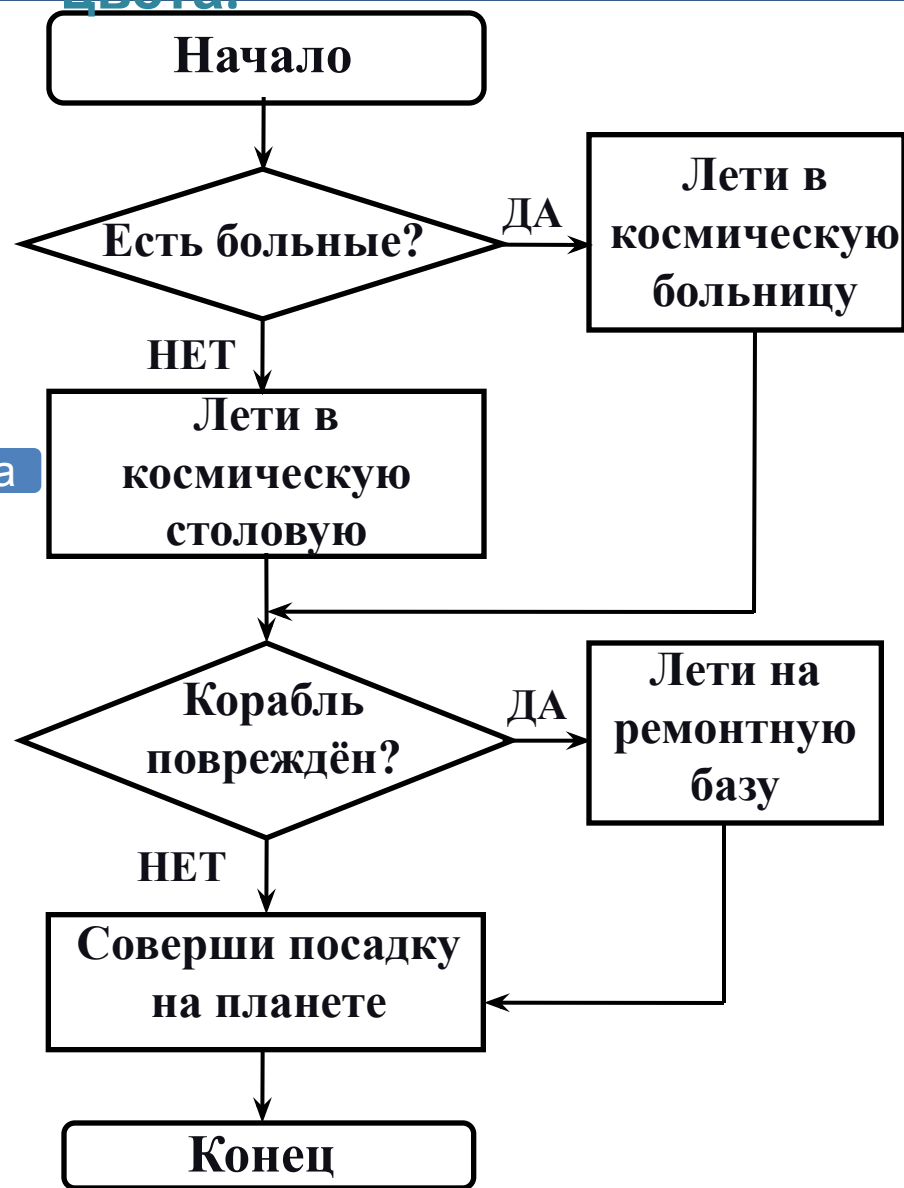 цвета.
Начало
Есть больные?
ДА
Лети в
космическую
больницу
НЕТ
Лети в
космическую
столовую
а
Корабль
повреждён?
ДА
Лети на
ремонтную
базу
НЕТ
Соверши посадку
на планете
Конец